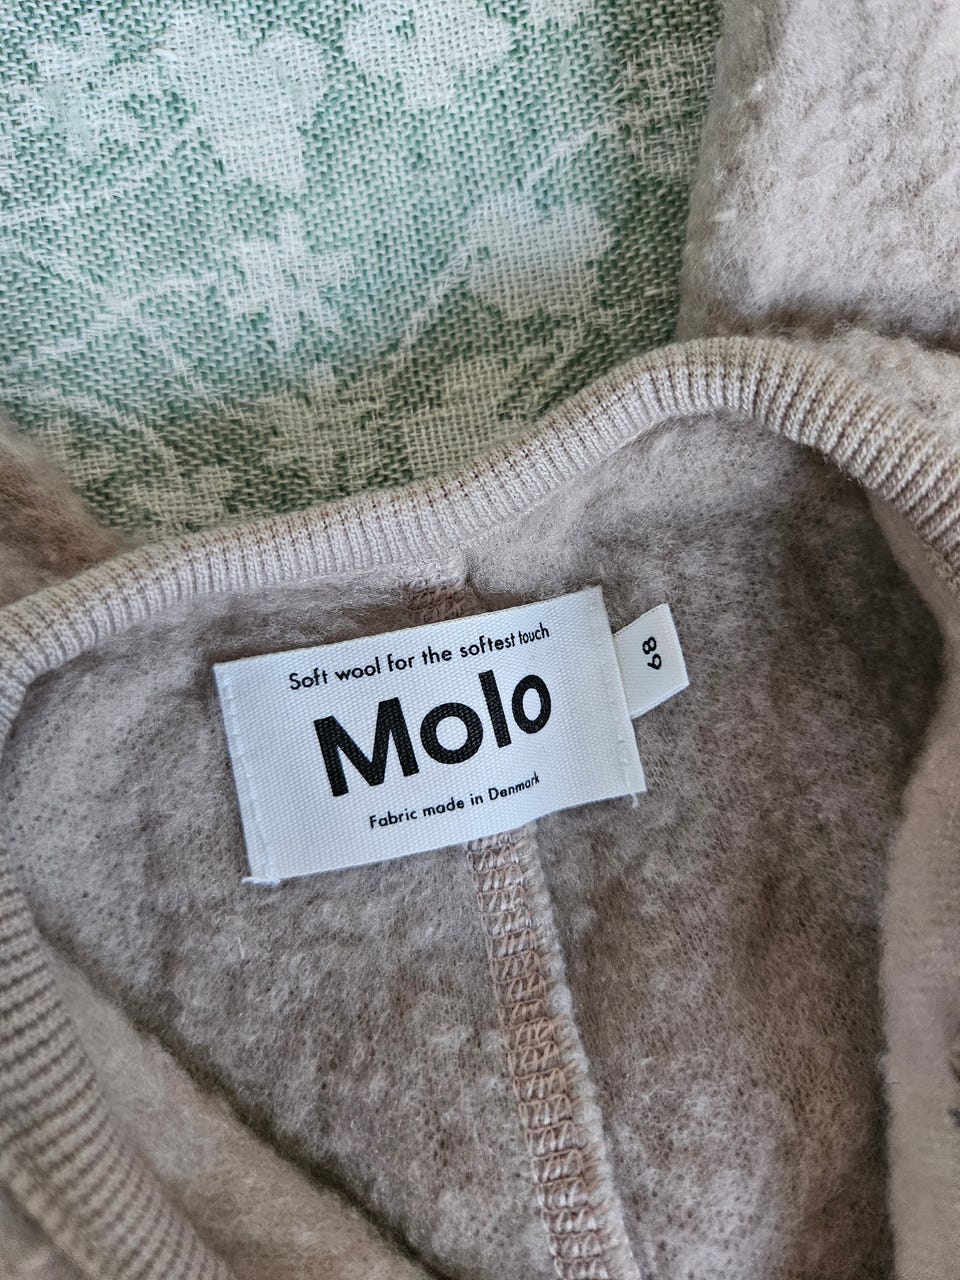 Soft wool for the softest touch
Molo
Fabric made in Denmark
68